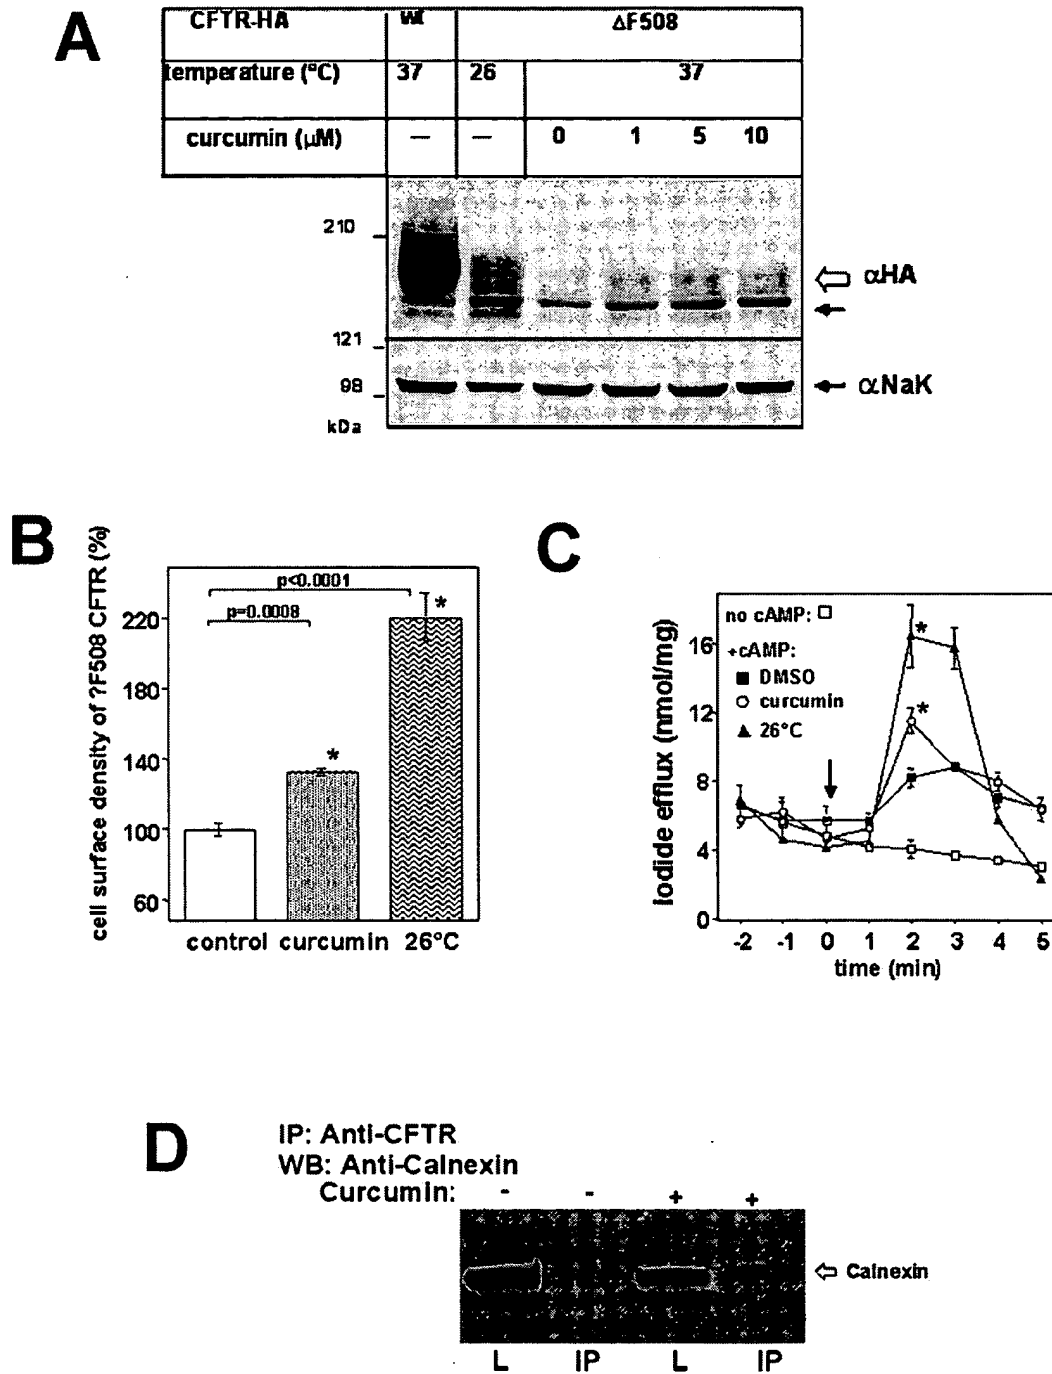 A
CFTR-HA wt ΔF508
temperature (°C) 37 26 37
curcumin (μM) — — 0 1 5 10
210
αHA
121
98
αNaK
kDa
B
cell surface density of ?F508 CFTR (%)
p<0.0001
p=0.0008
*
*
220
180
140
100
60
control curcumin 26°C
C
Iodide efflux (nmol/mg)
no cAMP:
+cAMP:
DMSO
curcumin
26°C
*
*
16
12
8
4
0
-2 -1 0 1 2 3 4 5
time (min)
D
IP: Anti-CFTR
WB: Anti-Calnexin
Curcumin: - - + +
Calnexin
L IP L IP